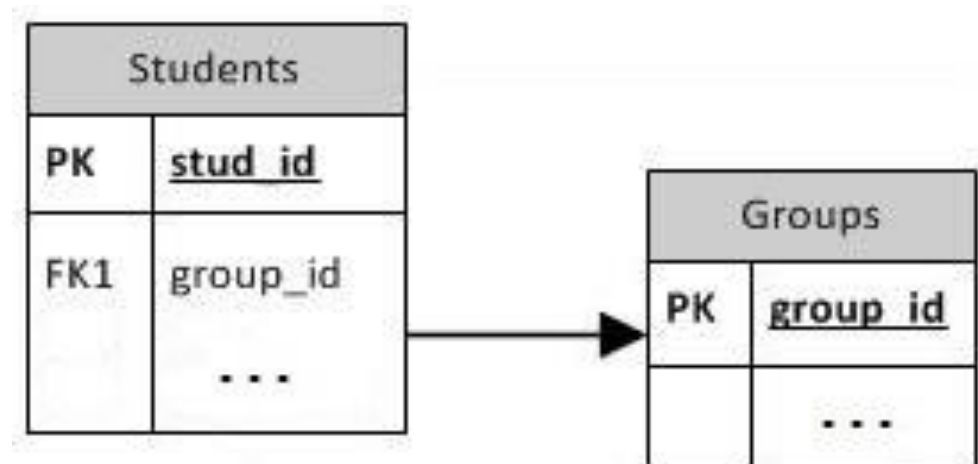 Students
PK stud_id
FK1 group_id
...
Groups
PK group_id
...